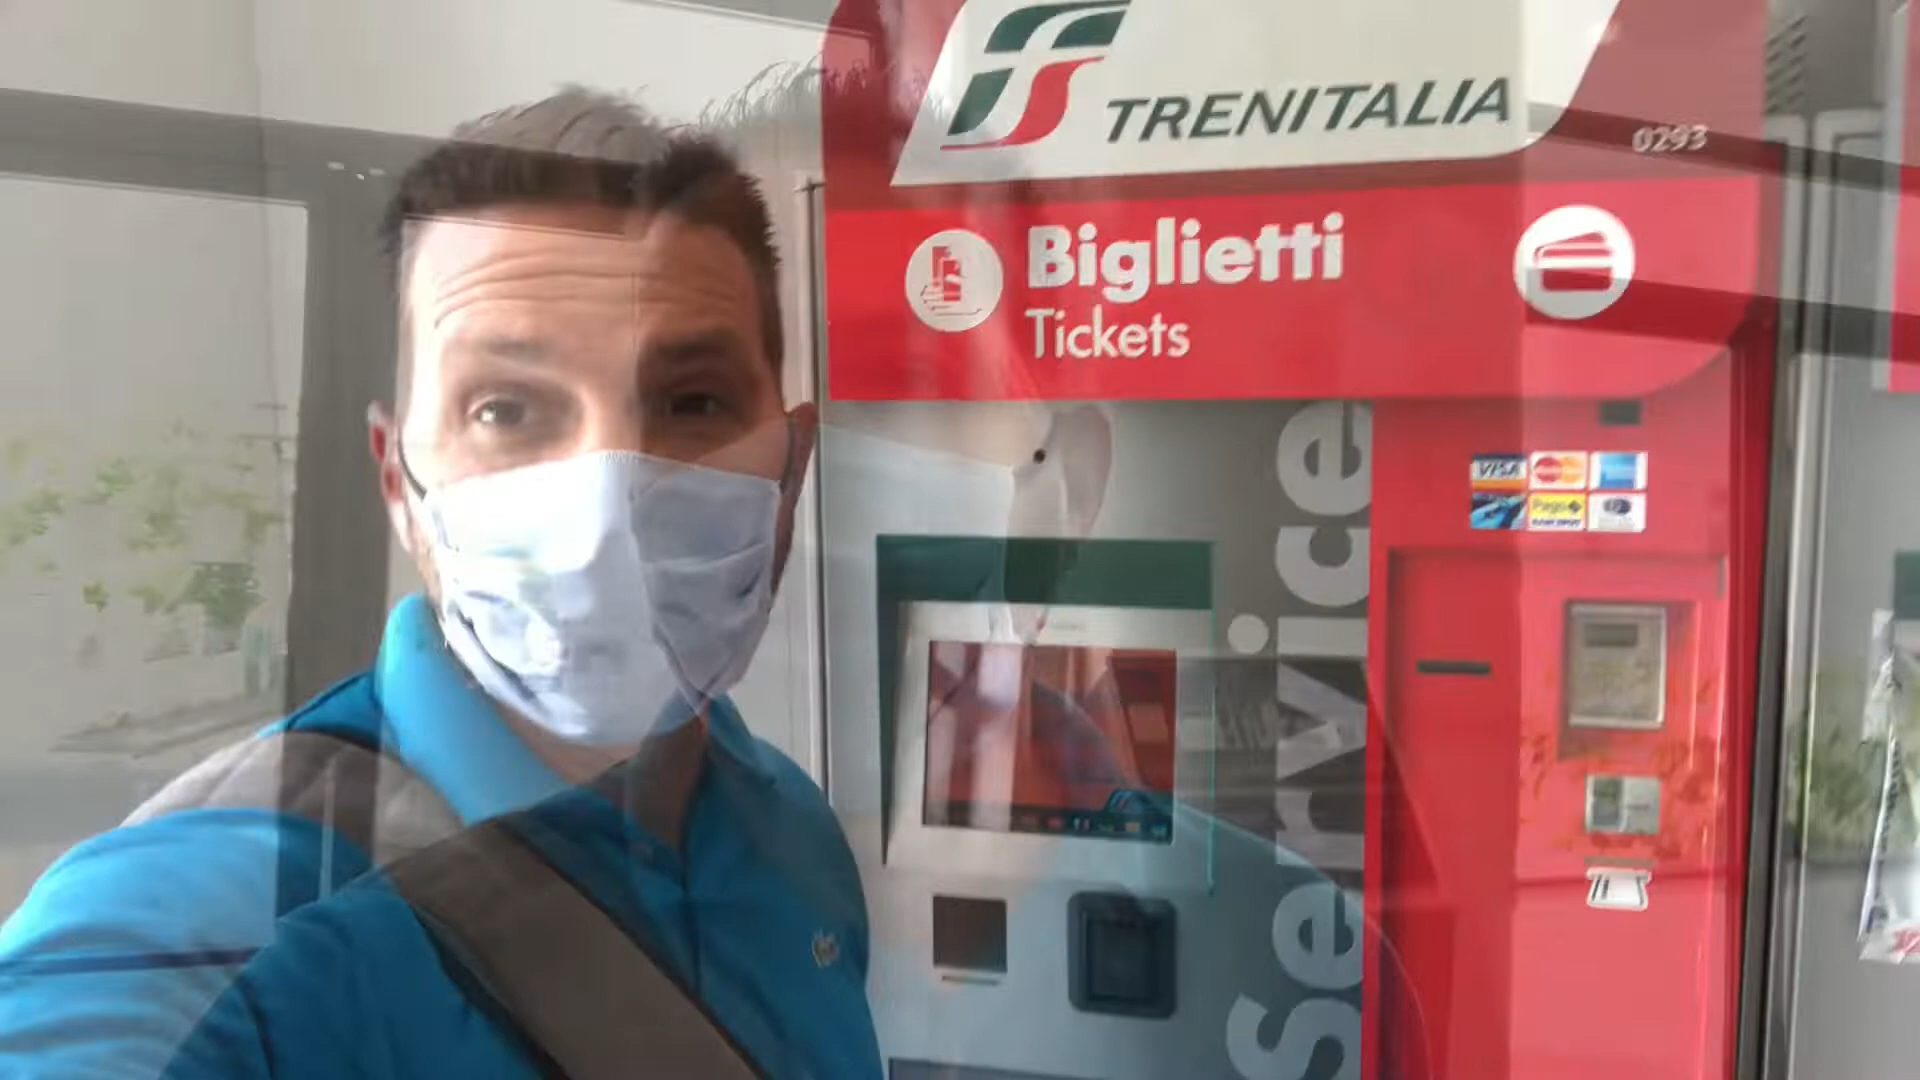 TRENITALIA
0293
Biglietti
Tickets
Service
VISA